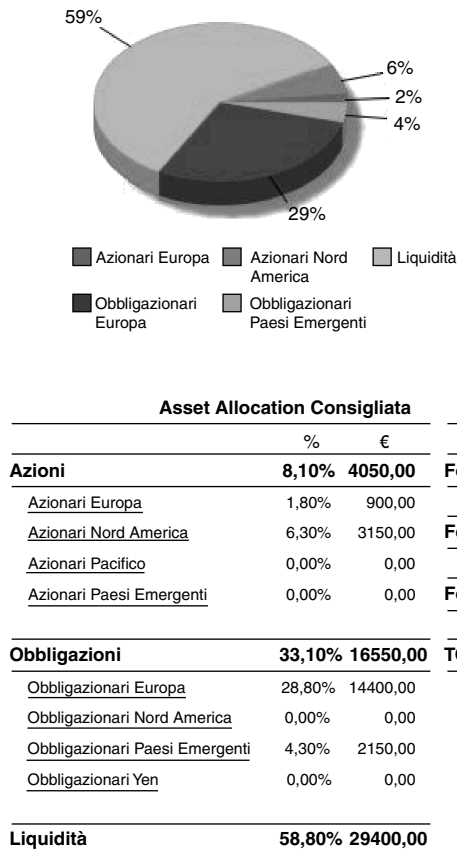 59%
6%
2%
4%
29%
Azionari Europa
Azionari Nord America
Liquidità
Obbligazionari Europa
Obbligazionari Paesi Emergenti
Asset Allocation Consigliata
% €
Azioni 8,10% 4050,00
Azionari Europa 1,80% 900,00
Azionari Nord America 6,30% 3150,00
Azionari Pacifico 0,00% 0,00
Azionari Paesi Emergenti 0,00% 0,00
Obbligazioni 33,10% 16550,00
Obbligazionari Europa 28,80% 14400,00
Obbligazionari Nord America 0,00% 0,00
Obbligazionari Paesi Emergenti 4,30% 2150,00
Obbligazionari Yen 0,00% 0,00
Liquidità 58,80% 29400,00